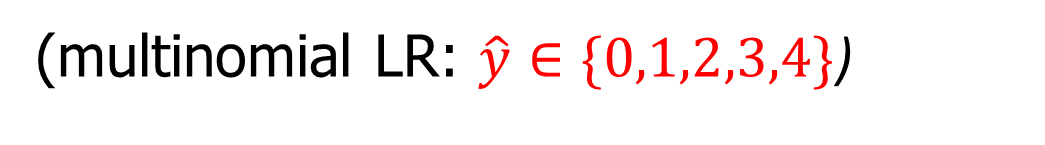 (multinomial LR: ŷ ∈ {0,1,2,3,4})